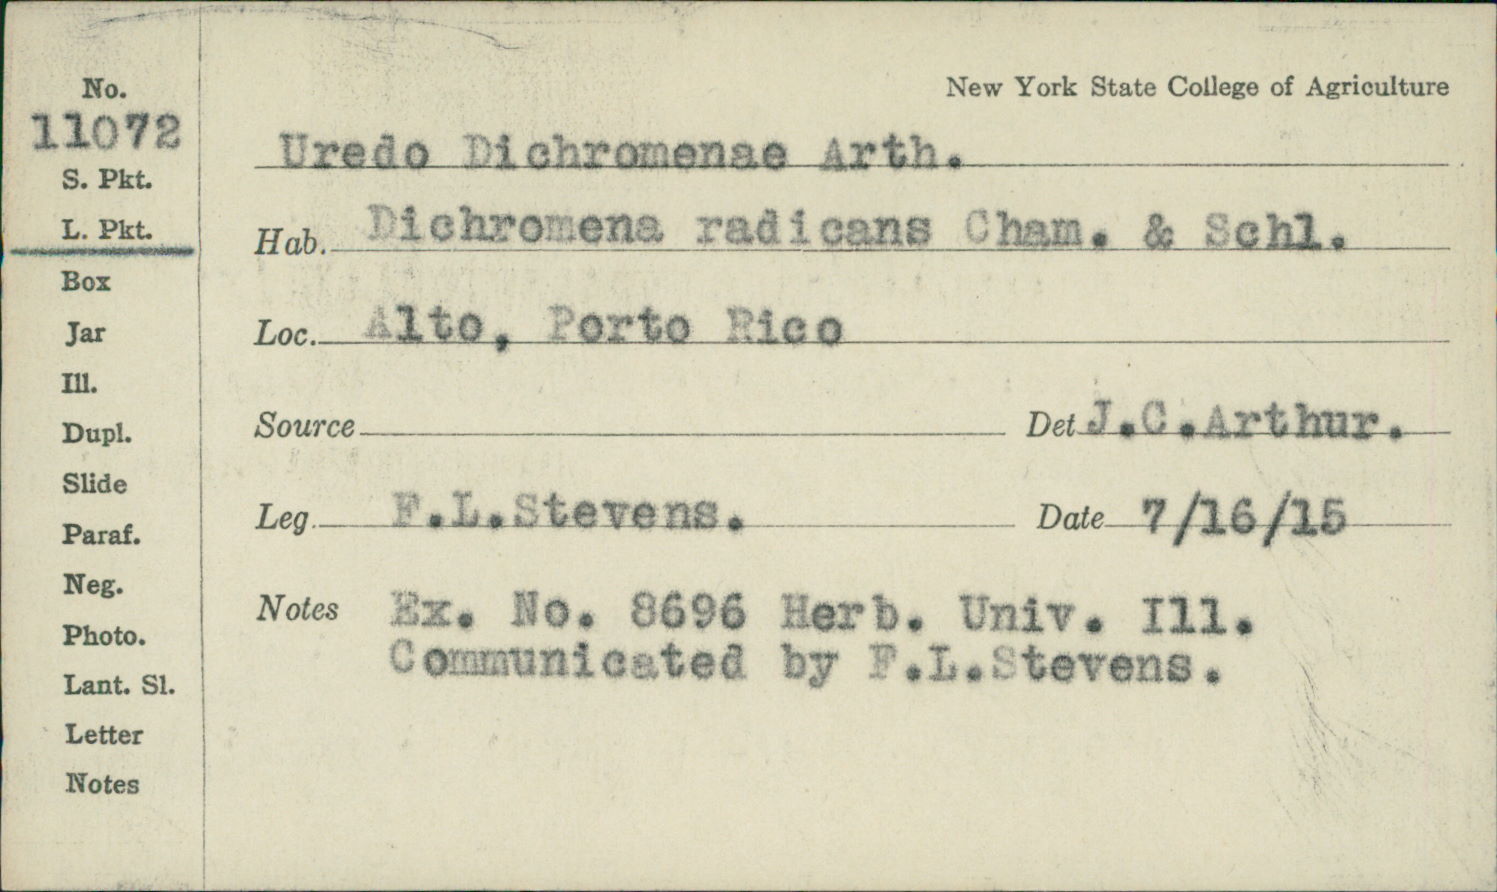 New York State College of Agriculture
No.
11072
S. Pkt.
L. Pkt.
Box
Jar
Ill.
Dupl.
Slide
Paraf.
Neg.
Photo.
Lant. Sl.
Letter
Notes
Uredo Dichromenae Arth.
Hab. Dichromena radicans Cham. & Schl.
Loc. Alto, Porto Rico
Source Det J.C.Arthur.
Leg. F.L.Stevens. Date 7/16/15
Notes Ex. No. 8696 Herb. Univ. Ill.
Communicated by F.L.Stevens.